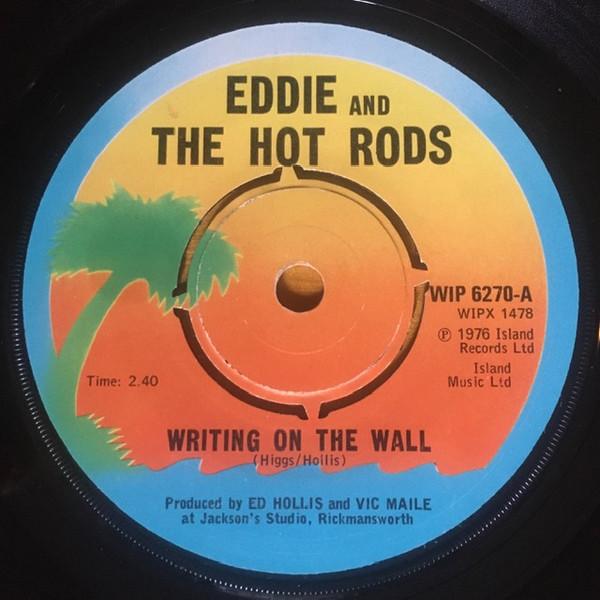 EDDIE AND
THE HOT RODS
WIP 6270-A
WIPX 1478
Ⓟ 1976 Island
Records Ltd
Island
Music Ltd
Time: 2.40
WRITING ON THE WALL
(Higgs/Hollis)
Produced by ED HOLLIS and VIC MAILE
at Jackson's Studio, Rickmansworth